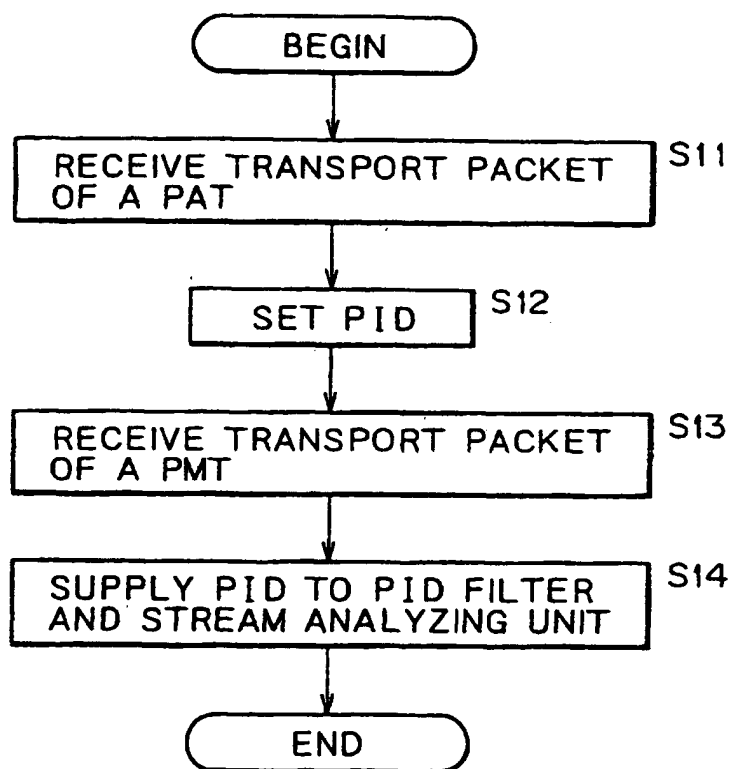 BEGIN
RECEIVE TRANSPORT PACKET
OF A PAT
S11
SET PID
S12
RECEIVE TRANSPORT PACKET
OF A PMT
S13
SUPPLY PID TO PID FILTER
AND STREAM ANALYZING UNIT
S14
END